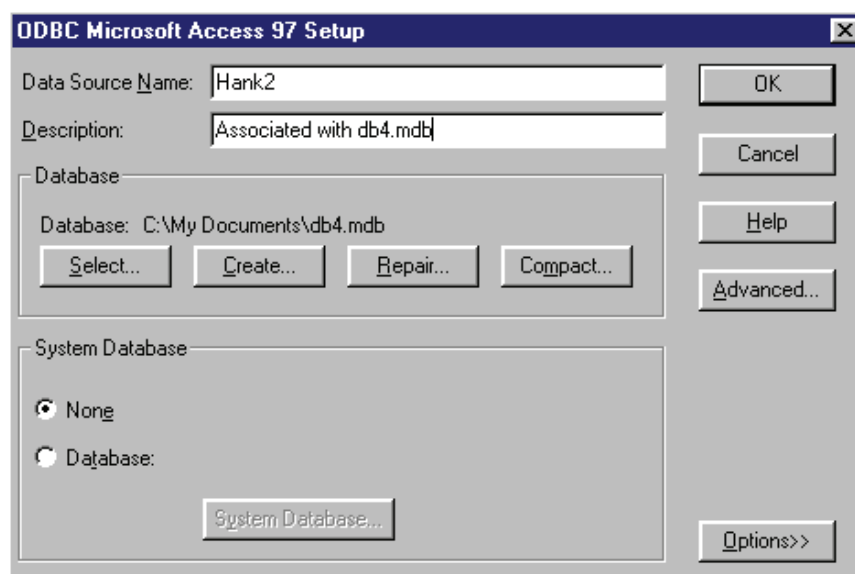 ODBC Microsoft Access 97 Setup
Data Source Name: Hank2
Description: Associated with db4.mdb
OK
Cancel
Help
Advanced...
Database
Database: C:\My Documents\db4.mdb
Select... Create... Repair... Compact...
System Database
None
Database:
System Database...
Options>>